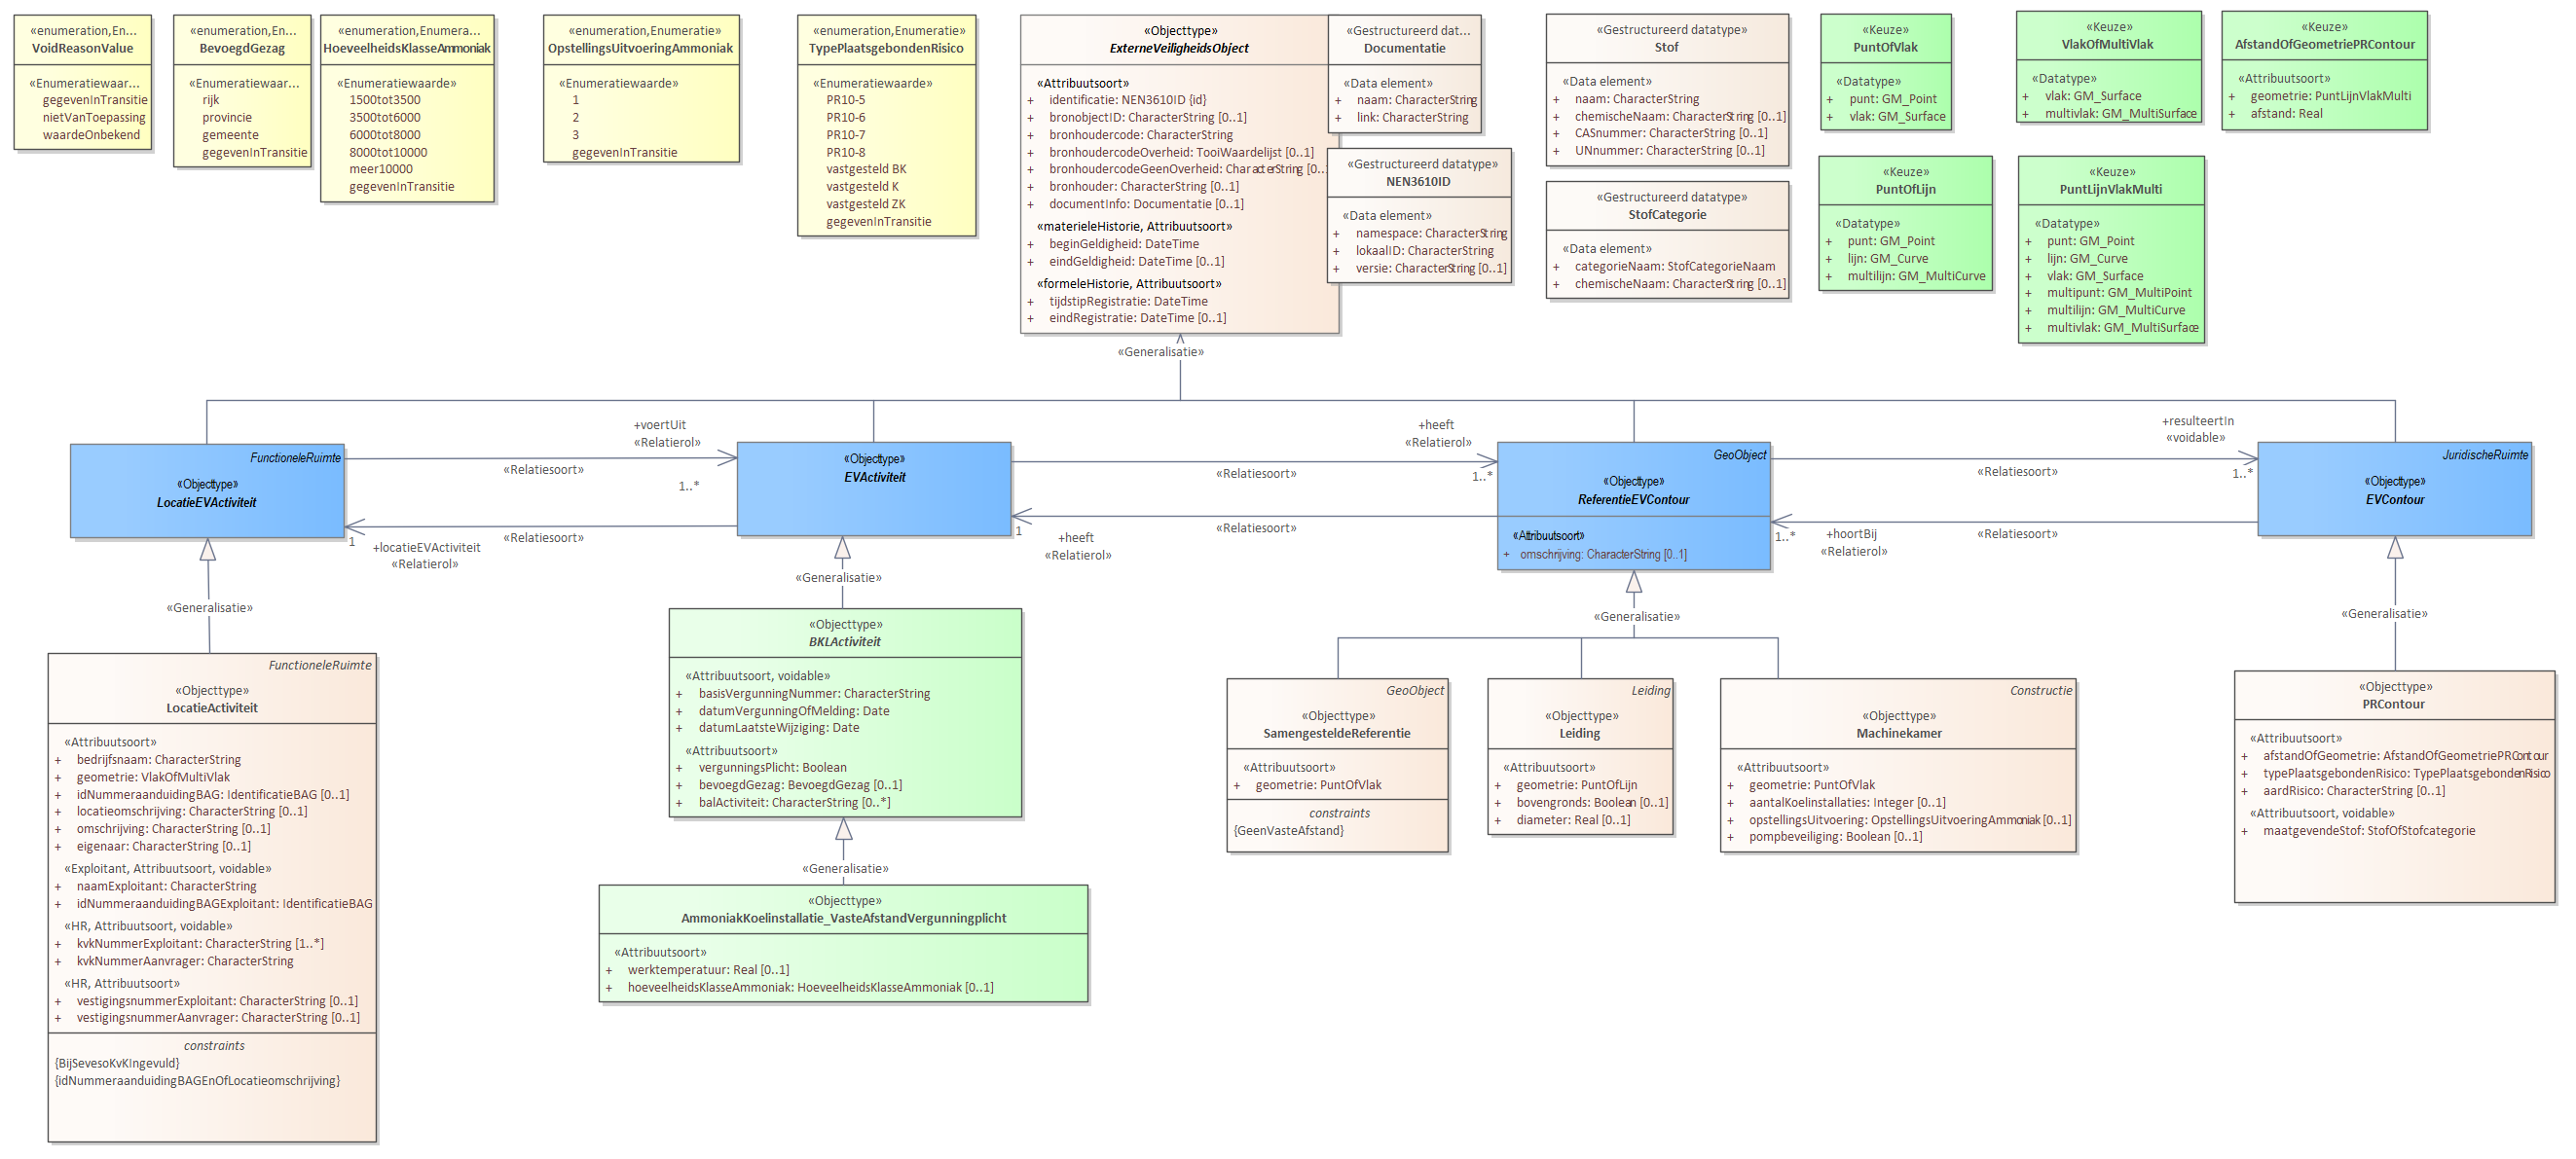 «enumeration,En...
VoidReasonValue
«Enumeratiewaar...
gegevenInTransitie
nietVanToepassing
waardeOnbekend
«enumeration,En...
BevoegdGezag
«Enumeratiewaar...
rijk
provincie
gemeente
gegevenInTransitie
«enumeration,Enumera...
HoeveelheidsKlasseAmmoniak
«Enumeratiewaarde»
1500tot3500
3500tot6000
6000tot8000
8000tot10000
meer10000
gegevenInTransitie
«enumeration,Enumeratie»
OpstellingsUitvoeringAmmoniak
«Enumeratiewaarde»
1
2
3
gegevenInTransitie
«enumeration,Enumeratie»
TypePlaatsgebondenRisico
«Enumeratiewaarde»
PR10-5
PR10-6
PR10-7
PR10-8
vastgesteld BK
vastgesteld K
vastgesteld ZK
gegevenInTransitie
«Objecttype»
ExterneVeiligheidsObject
«Attribuutsoort»
+ identificatie: NEN3610ID {id}
+ bronobjectID: CharacterString [0..1]
+ bronhoudercode: CharacterString
+ bronhoudercodeOverheid: TooiWaardelijst [0..1]
+ bronhoudercodeGeenOverheid: CharacterString [0..
+ bronhouder: CharacterString [0..1]
+ documentInfo: Documentatie [0..1]
«materieleHistorie, Attribuutsoort»
+ beginGeldigheid: DateTime
+ eindGeldigheid: DateTime [0..1]
«formeleHistorie, Attribuutsoort»
+ tijdstipRegistratie: DateTime
+ eindRegistratie: DateTime [0..1]
«Gestructureerd dat...
Documentatie
«Data element»
+ naam: CharacterString
+ link: CharacterString
«Gestructureerd datatype»
NEN3610ID
«Data element»
+ namespace: CharacterString
+ lokaalID: CharacterString
+ versie: CharacterString [0..1]
«Gestructureerd datatype»
Stof
«Data element»
+ naam: CharacterString
+ chemischeNaam: CharacterString [0..1]
+ CASnummer: CharacterString [0..1]
+ UNnummer: CharacterString [0..1]
«Gestructureerd datatype»
StofCategorie
«Data element»
+ categorieNaam: StofCategorieNaam
+ chemischeNaam: CharacterString [0..1]
«Keuze»
PuntOfVlak
«Datatype»
+ punt: GM_Point
+ vlak: GM_Surface
«Keuze»
PuntOfLijn
«Datatype»
+ punt: GM_Point
+ lijn: GM_Curve
+ multilijn: GM_MultiCurve
«Keuze»
VlakOfMultiVlak
«Datatype»
+ vlak: GM_Surface
+ multivlak: GM_MultiSurface
«Keuze»
PuntLijnVlakMulti
«Datatype»
+ punt: GM_Point
+ lijn: GM_Curve
+ vlak: GM_Surface
+ multipunt: GM_MultiPoint
+ multilijn: GM_MultiCurve
+ multivlak: GM_MultiSurface
«Keuze»
AfstandOfGeometriePRContour
«Attribuutsoort»
+ geometrie: PuntLijnVlakMulti
+ afstand: Real
«Generalisatie»
FunctioneleRuimte
«Objecttype»
LocatieEVActiviteit
+voertUit
«Relatierol»
«Relatiesoort»
1..*
1
+locatieEVActiviteit
«Relatierol»
«Relatiesoort»
«Objecttype»
EVActiviteit
+heeft
«Relatierol»
«Relatiesoort»
1..*
1
+heeft
«Relatierol»
«Relatiesoort»
GeoObject
«Objecttype»
ReferentieEVContour
«Attribuutsoort»
+ omschrijving: CharacterString [0..1]
+resulteertIn
«voidable»
«Relatiesoort»
1..*
1..*
+hoortBij
«Relatierol»
«Relatiesoort»
JuridischeRuimte
«Objecttype»
EVContour
«Generalisatie»
«Generalisatie»
«Generalisatie»
«Generalisatie»
FunctioneleRuimte
«Objecttype»
LocatieActiviteit
«Attribuutsoort»
+ bedrijfsnaam: CharacterString
+ geometrie: VlakOfMultiVlak
+ idNummeraanduidingBAG: IdentificatieBAG [0..1]
+ locatieomschrijving: CharacterString [0..1]
+ omschrijving: CharacterString [0..1]
+ eigenaar: CharacterString [0..1]
«Exploitant, Attribuutsoort, voidable»
+ naamExploitant: CharacterString
+ idNummeraanduidingBAGExploitant: IdentificatieBAG
«HR, Attribuutsoort, voidable»
+ kvkNummerExploitant: CharacterString [1..*]
+ kvkNummerAanvrager: CharacterString
«HR, Attribuutsoort»
+ vestigingsnummerExploitant: CharacterString [0..1]
+ vestigingsnummerAanvrager: CharacterString [0..1]
constraints
{BijSevesoKvKIngevuld}
{idNummeraanduidingBAGEnOfLocatieomschrijving}
«Objecttype»
BKLActiviteit
«Attribuutsoort, voidable»
+ basisVergunningNummer: CharacterString
+ datumVergunningOfMelding: Date
+ datumLaatsteWijziging: Date
«Attribuutsoort»
+ vergunningsPlicht: Boolean
+ bevoegdGezag: BevoegdGezag [0..1]
+ balActiviteit: CharacterString [0..*]
«Generalisatie»
«Objecttype»
AmmoniakKoelinstallatie_VasteAfstandVergunningplicht
«Attribuutsoort»
+ werktemperatuur: Real [0..1]
+ hoeveelheidsKlasseAmmoniak: HoeveelheidsKlasseAmmoniak [0..1]
GeoObject
«Objecttype»
SamengesteldeReferentie
«Attribuutsoort»
+ geometrie: PuntOfVlak
constraints
{GeenVasteAfstand}
Leiding
«Objecttype»
Leiding
«Attribuutsoort»
+ geometrie: PuntOfLijn
+ bovengronds: Boolean [0..1]
+ diameter: Real [0..1]
Constructie
«Objecttype»
Machinekamer
«Attribuutsoort»
+ geometrie: PuntOfVlak
+ aantalKoelinstallaties: Integer [0..1]
+ opstellingsUitvoering: OpstellingsUitvoeringAmmoniak [0..1]
+ pompbeveiliging: Boolean [0..1]
«Objecttype»
PRContour
«Attribuutsoort»
+ afstandOfGeometrie: AfstandOfGeometriePRContour
+ typePlaatsgebondenRisico: TypePlaatsgebondenRisico
+ aardRisico: CharacterString [0..1]
«Attribuutsoort, voidable»
+ maatgevendeStof: StofOfStofcategorie